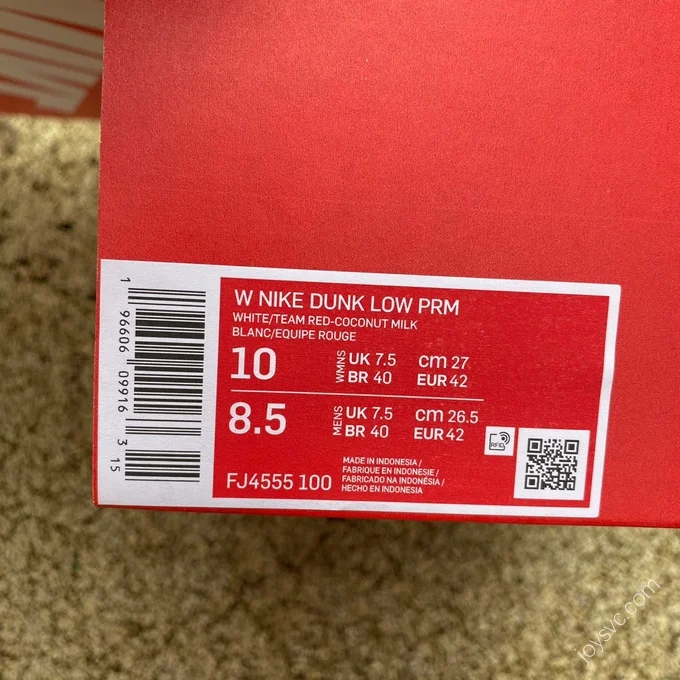 W NIKE DUNK LOW PRM
WHITE/TEAM RED-COCONUT MILK
BLANC/EQUIPE ROUGE
10 WMNS UK 7.5 cm 27
BR 40 EUR 42
8.5 MENS UK 7.5 cm 26.5
BR 40 EUR 42
FJ4555 100
MADE IN INDONESIA/
FABRIQUE EN INDONESIE/
FABRICADO NA INDONÉSIA/
HECHO EN INDONESIA
RFID
1 96606 09916 3 15
joysvc.com